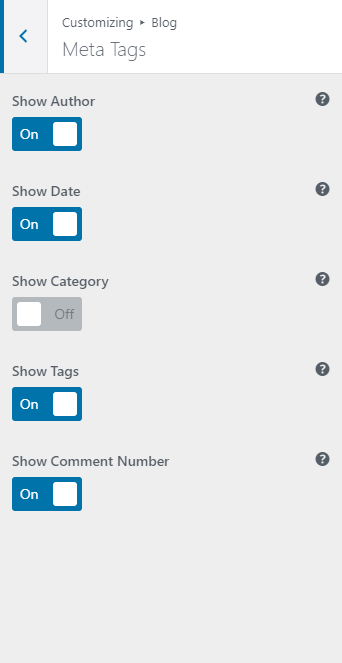 Customizing ▸ Blog
Meta Tags
Show Author
On
Show Date
On
Show Category
Off
Show Tags
On
Show Comment Number
On